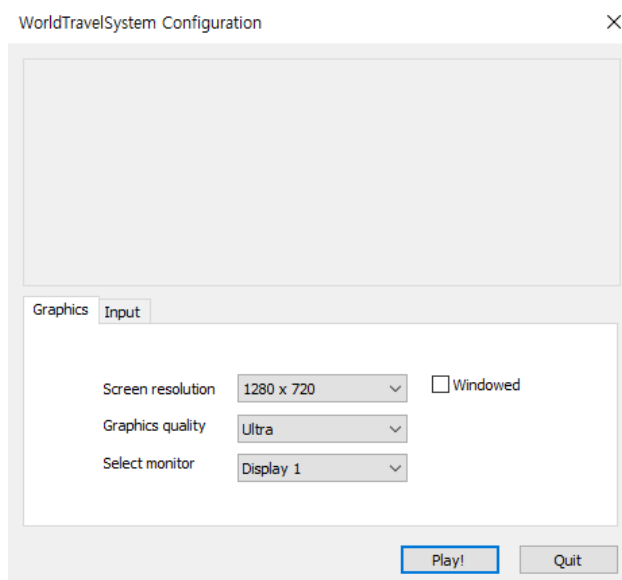 WorldTravelSystem Configuration
Graphics Input
Screen resolution 1280 x 720 Windowed
Graphics quality Ultra
Select monitor Display 1
Play! Quit